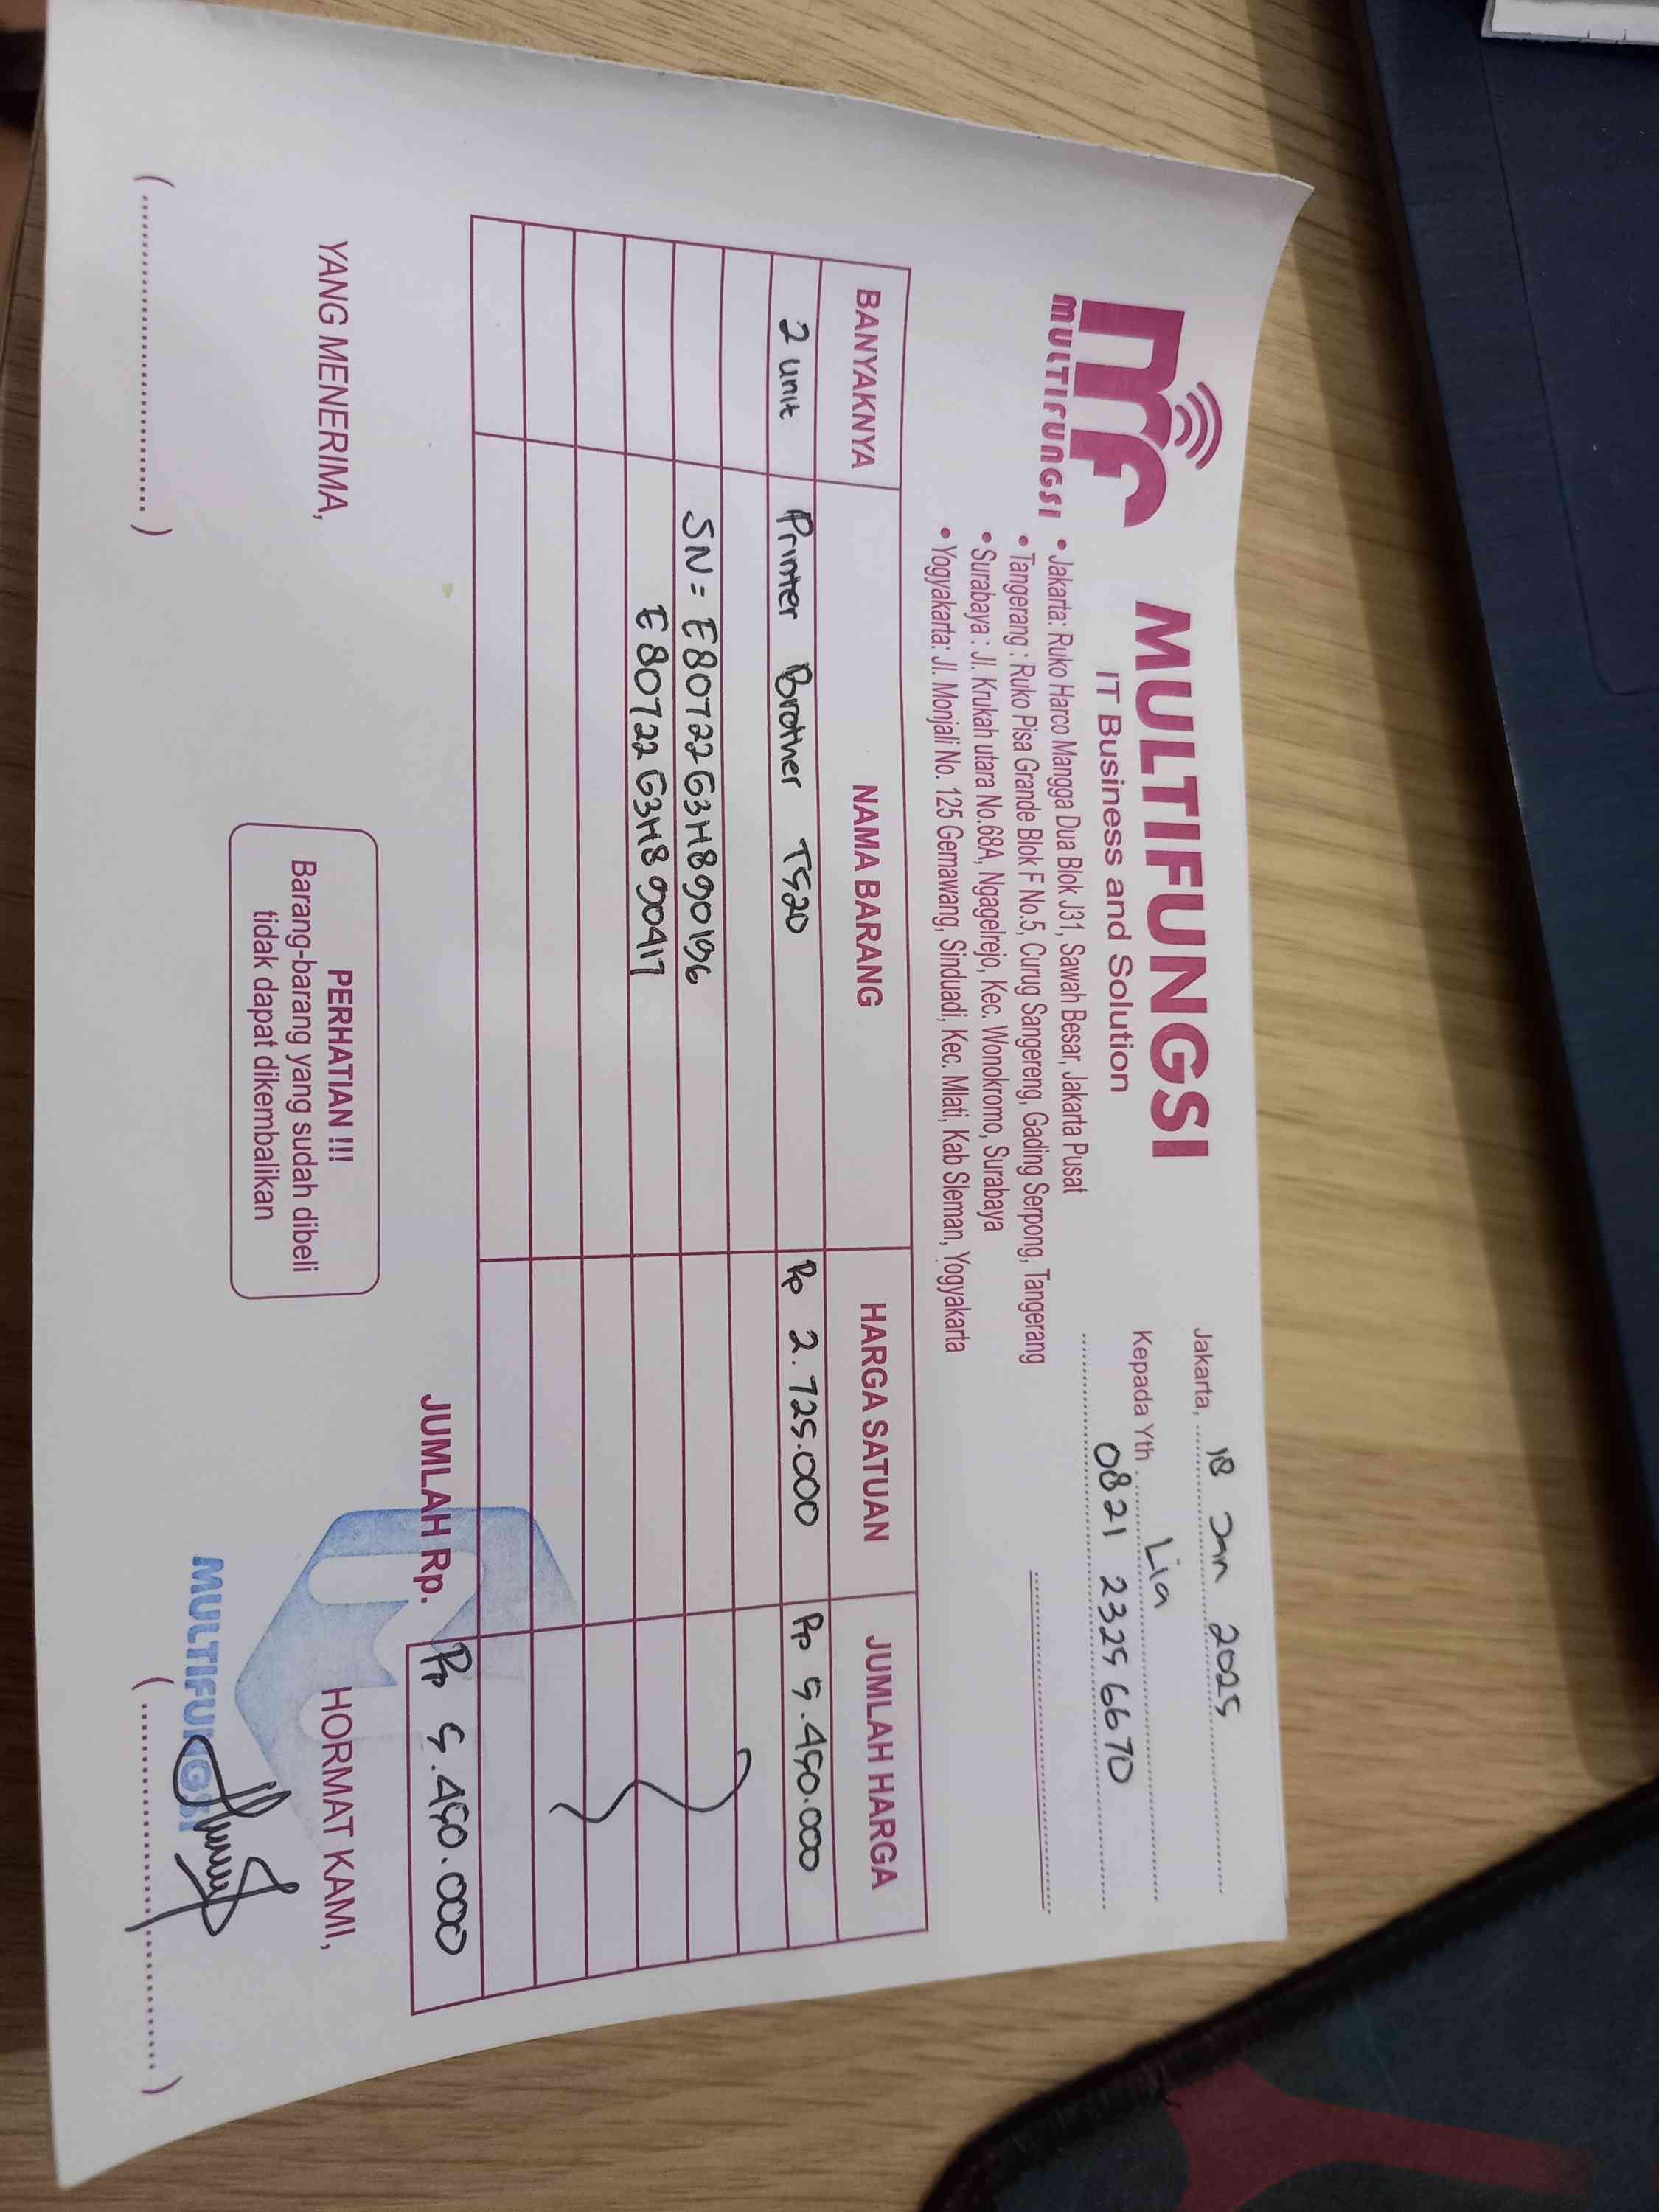 mf
MULTIFUNGSI
MULTIFUNGSI
IT Business and Solution
• Jakarta: Ruko Harco Mangga Dua Blok J31, Sawah Besar, Jakarta Pusat
• Tangerang : Ruko Pisa Grande Blok F No.5, Curug Sangereng, Gading Serpong, Tangerang
• Surabaya : Jl. Krukah utara No.68A, Ngagelrejo, Kec. Wonokromo, Surabaya
• Yogyakarta: Jl. Monjali No. 125 Gemawang, Sinduadi, Kec. Mlati, Kab Sleman, Yogyakarta
Jakarta, 18 Jan 2025
Kepada Yth. Lia
0821 2325 6670
BANYAKNYA NAMA BARANG HARGA SATUAN JUMLAH HARGA
2 unit Printer Brother T520 Rp 2.725.000 Rp 5.450.000
SN = E80722G3H890196
E80722G3H890417
JUMLAH Rp. Rp 5.450.000
YANG MENERIMA,
PERHATIAN !!!
Barang-barang yang sudah dibeli
tidak dapat dikembalikan
HORMAT KAMI,
MULTIFUNGSI